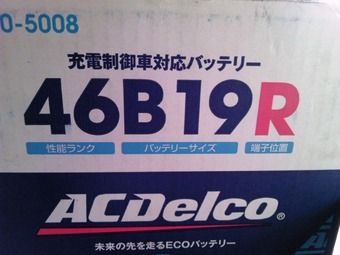 0-5008
充電制御車対応バッテリー
46B19R
性能ランク バッテリーサイズ 端子位置
ACDelco®
未来の先を走るECOバッテリー